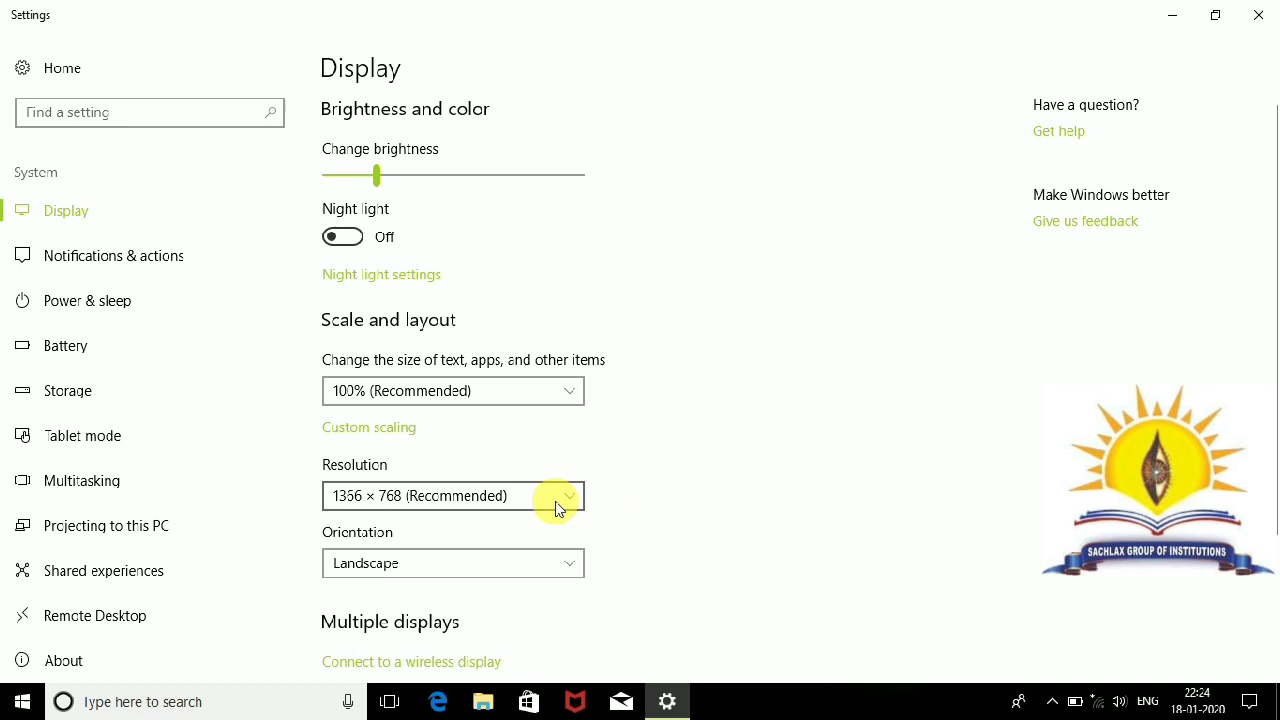 Settings
Home
Find a setting
System
Display
Notifications & actions
Power & sleep
Battery
Storage
Tablet mode
Multitasking
Projecting to this PC
Shared experiences
Remote Desktop
About
Display
Brightness and color
Change brightness
Night light
Off
Night light settings
Scale and layout
Change the size of text, apps, and other items
100% (Recommended)
Custom scaling
Resolution
1366 × 768 (Recommended)
Orientation
Landscape
Multiple displays
Connect to a wireless display
Have a question?
Get help
Make Windows better
Give us feedback
SACHLAX GROUP OF INSTITUTIONS
Type here to search
ENG
22:24
18-01-2020